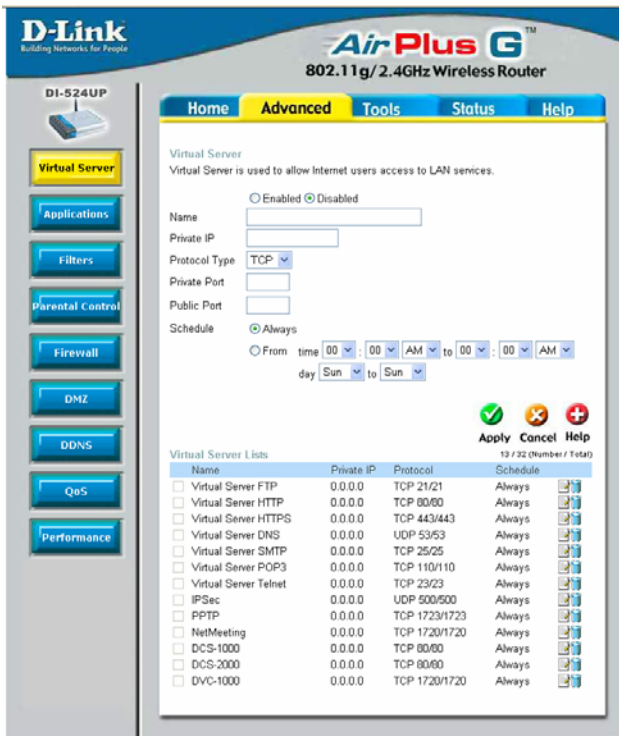 D-Link
Building Networks for People
AirPlus G™
802.11g/2.4GHz Wireless Router
DI-524UP
Home Advanced Tools Status Help
Virtual Server
Applications
Filters
Parental Control
Firewall
DMZ
DDNS
QoS
Performance
Virtual Server
Virtual Server is used to allow Internet users access to LAN services.
Enabled Disabled
Name
Private IP
Protocol Type TCP
Private Port
Public Port
Schedule Always
From time 00 : 00 AM to 00 : 00 AM
day Sun to Sun
Apply Cancel Help
Virtual Server Lists 13 / 32 (Number / Total)
Name Private IP Protocol Schedule
Virtual Server FTP 0.0.0.0 TCP 21/21 Always
Virtual Server HTTP 0.0.0.0 TCP 80/80 Always
Virtual Server HTTPS 0.0.0.0 TCP 443/443 Always
Virtual Server DNS 0.0.0.0 UDP 53/53 Always
Virtual Server SMTP 0.0.0.0 TCP 25/25 Always
Virtual Server POP3 0.0.0.0 TCP 110/110 Always
Virtual Server Telnet 0.0.0.0 TCP 23/23 Always
IPSec 0.0.0.0 UDP 500/500 Always
PPTP 0.0.0.0 TCP 1723/1723 Always
NetMeeting 0.0.0.0 TCP 1720/1720 Always
DCS-1000 0.0.0.0 TCP 80/80 Always
DCS-2000 0.0.0.0 TCP 80/80 Always
DVC-1000 0.0.0.0 TCP 1720/1720 Always